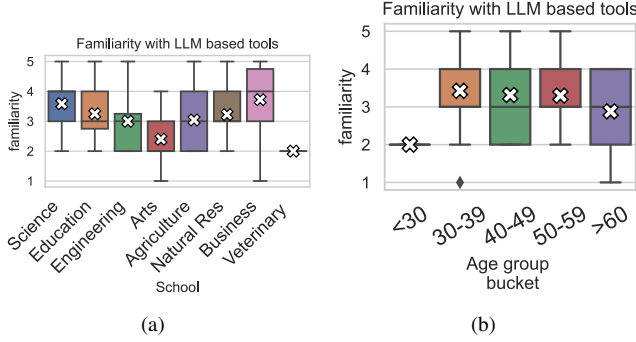 Familiarity with LLM based tools
5
4
3
2
1
familiarity
Science
Education
Engineering
Arts
Agriculture
Natural Res
Business
Veterinary
School
(a)
Familiarity with LLM based tools
5
4
3
2
1
familiarity
<30
30-39
40-49
50-59
>60
Age group
bucket
(b)